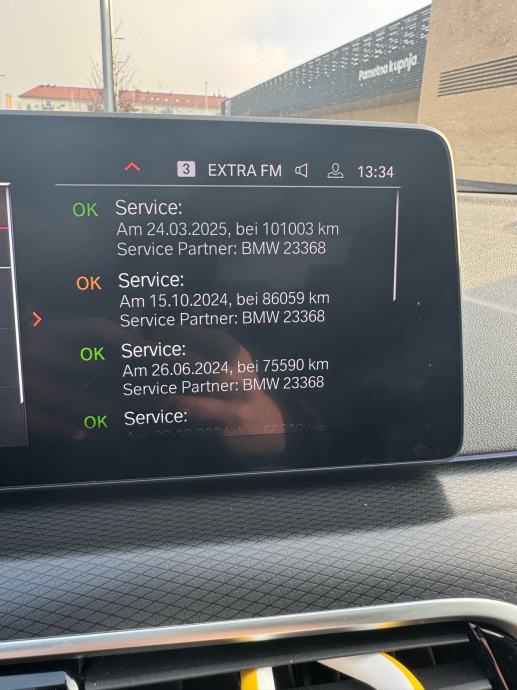 Pametna kupnja
3 EXTRA FM 13:34
OK Service:
Am 24.03.2025, bei 101003 km
Service Partner: BMW 23368
OK Service:
Am 15.10.2024, bei 86059 km
Service Partner: BMW 23368
OK Service:
Am 26.06.2024, bei 75590 km
Service Partner: BMW 23368
OK Service:
Am